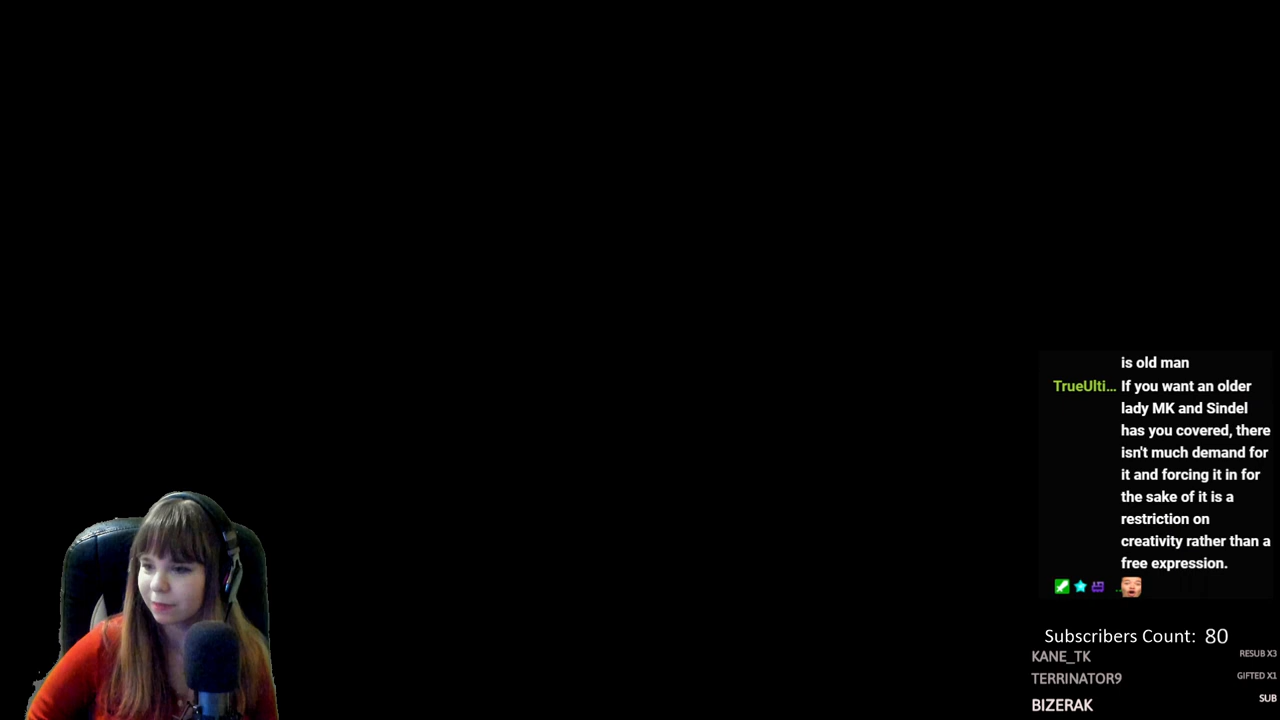 is old man
TrueUlti... If you want an older
lady MK and Sindel
has you covered, there
isn't much demand for
it and forcing it in for
the sake of it is a
restriction on
creativity rather than a
free expression.
Subscribers Count: 80
KANE_TK RESUB X3
TERRINATOR9 GIFTED X1
BIZERAK SUB